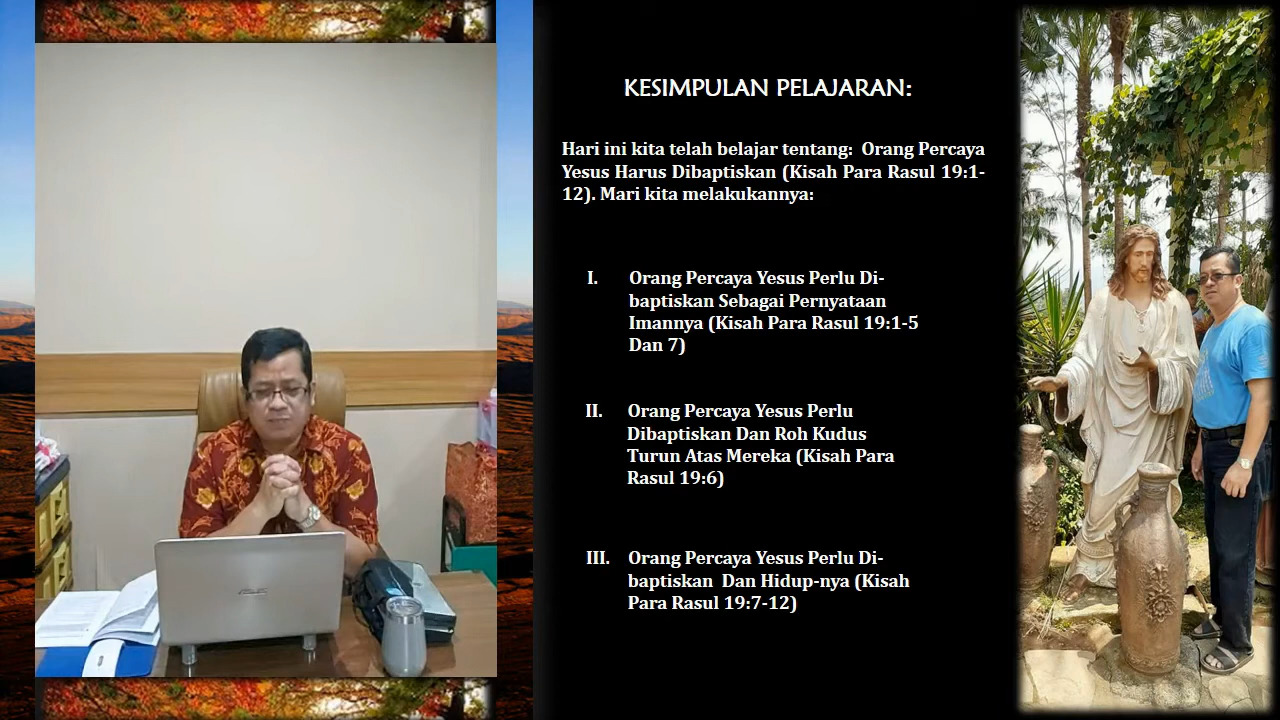 KESIMPULAN PELAJARAN:
Hari ini kita telah belajar tentang: Orang Percaya
Yesus Harus Dibaptiskan (Kisah Para Rasul 19:1-
12). Mari kita melakukannya:
I. Orang Percaya Yesus Perlu Di-
baptiskan Sebagai Pernyataan
Imannya (Kisah Para Rasul 19:1-5
Dan 7)
II. Orang Percaya Yesus Perlu
Dibaptiskan Dan Roh Kudus
Turun Atas Mereka (Kisah Para
Rasul 19:6)
III. Orang Percaya Yesus Perlu Di-
baptiskan Dan Hidup-nya (Kisah
Para Rasul 19:7-12)
ASUS